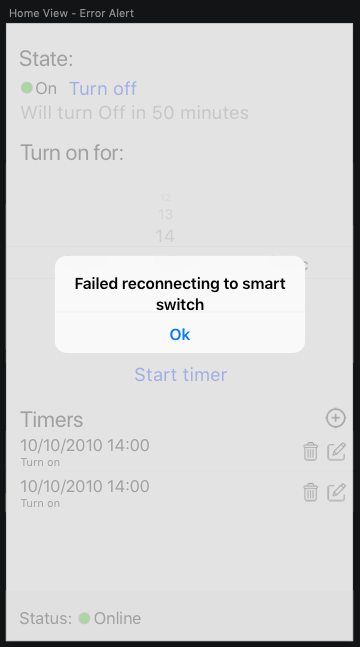 Home View - Error Alert
State:
On Turn off
Will turn Off in 50 minutes
Turn on for:
12
13
14
Failed reconnecting to smart
switch
Ok
Start timer
Timers
10/10/2010 14:00
Turn on
10/10/2010 14:00
Turn on
Status: Online